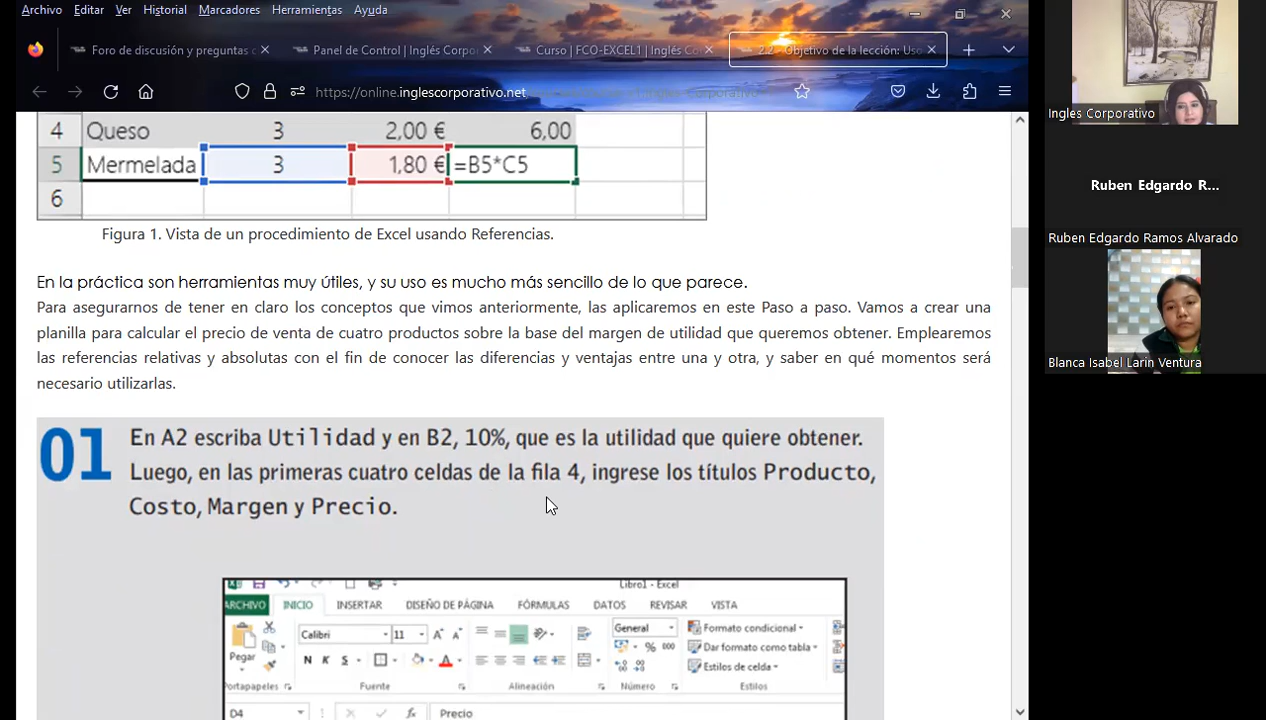 Archivo Editar Ver Historial Marcadores Herramientas Ayuda
Foro de discusión y preguntas
Panel de Control | Inglés Corpo
Curso | FCO-EXCEL1 | Inglés Co
2.2 - Objetivo de la lección: Uso
https://online.inglescorporativo.net
4 Queso 3 2,00 € 6,00
5 Mermelada 3 1,80 € =B5*C5
6
Figura 1. Vista de un procedimiento de Excel usando Referencias.
En la práctica son herramientas muy útiles, y su uso es mucho más sencillo de lo que parece.
Para asegurarnos de tener en claro los conceptos que vimos anteriormente, las aplicaremos en este Paso a paso. Vamos a crear una
planilla para calcular el precio de venta de cuatro productos sobre la base del margen de utilidad que queremos obtener. Emplearemos
las referencias relativas y absolutas con el fin de conocer las diferencias y ventajas entre una y otra, y saber en qué momentos será
necesario utilizarlas.
01 En A2 escriba Utilidad y en B2, 10%, que es la utilidad que quiere obtener.
Luego, en las primeras cuatro celdas de la fila 4, ingrese los títulos Producto,
Costo, Margen y Precio.
Libro1 - Excel
ARCHIVO INICIO INSERTAR DISEÑO DE PÁGINA FÓRMULAS DATOS REVISAR VISTA
Calibri 11 General Formato condicional
Pegar N K S % 000 Dar formato como tabla
Estilos de celda
Portapapeles Fuente Alineación Número Estilos
D4 fx Precio
Ingles Corporativo
Ruben Edgardo R...
Ruben Edgardo Ramos Alvarado
Blanca Isabel Larin Ventura